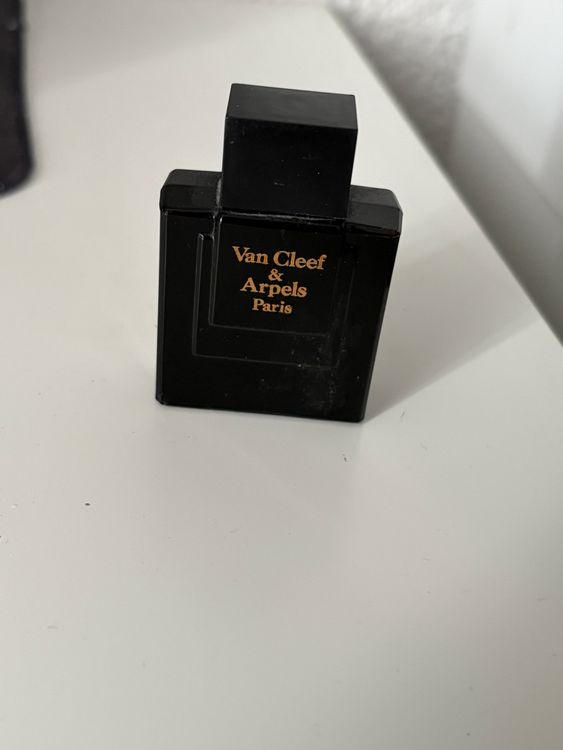 Van Cleef
&
Arpels
Paris